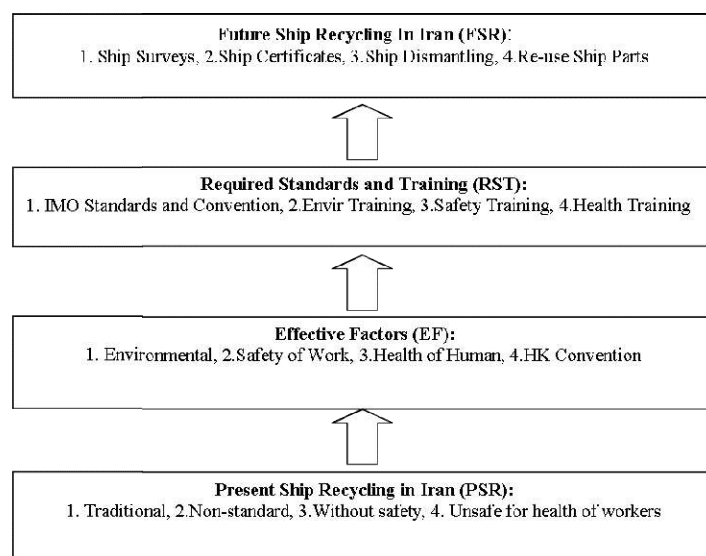 Future Ship Recycling In Iran (FSR):
1. Ship Surveys, 2.Ship Certificates, 3.Ship Dismantling, 4.Re-use Ship Parts
Required Standards and Training (RST):
1. IMO Standards and Convention, 2.Envir Training, 3.Safety Training, 4.Health Training
Effective Factors (EF):
1. Environmental, 2.Safety of Work, 3.Health of Human, 4.HK Convention
Present Ship Recycling in Iran (PSR):
1. Traditional, 2.Non-standard, 3.Without safety, 4. Unsafe for health of workers